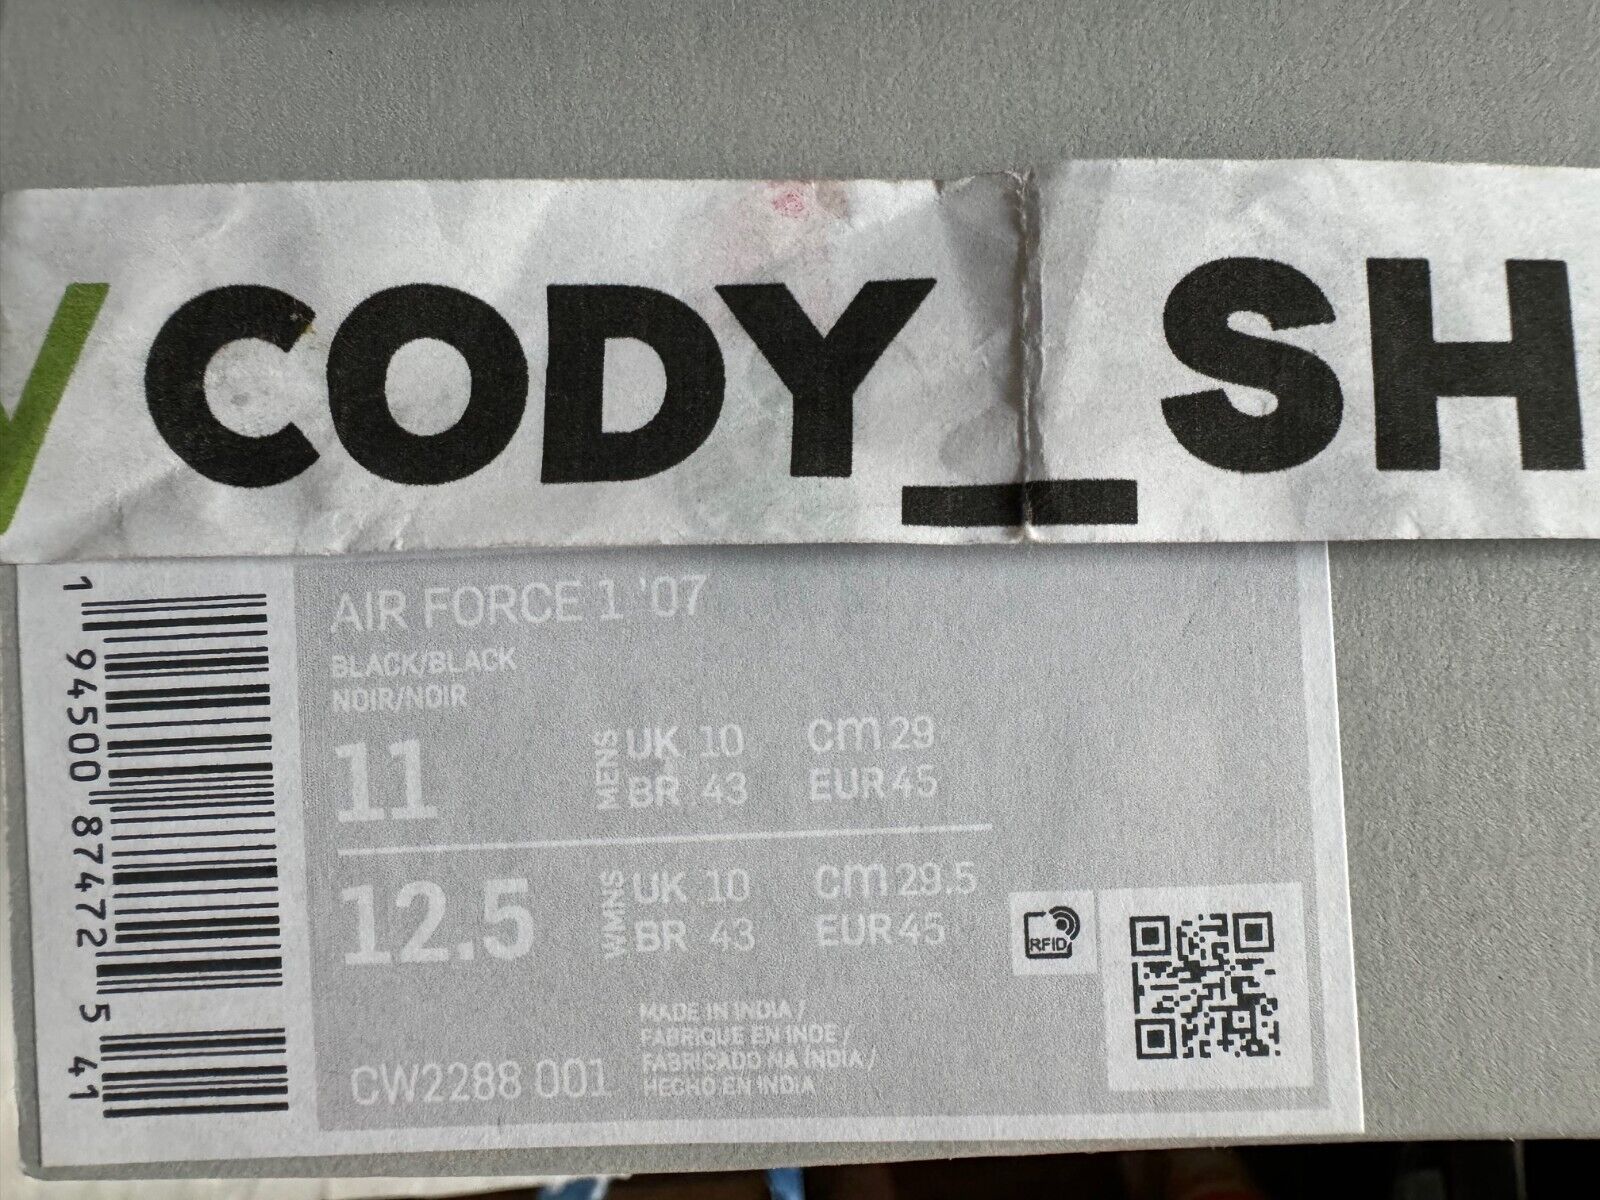 CODY_SH
AIR FORCE 1 '07
BLACK/BLACK
NOIR/NOIR
11 MENS UK 10 cm 29
BR 43 EUR 45
12.5 WMNS UK 10 cm 29.5
BR 43 EUR 45
RFID
MADE IN INDIA /
FABRIQUE EN INDE /
FABRICADO NA ÍNDIA /
HECHO EN INDIA
CW2288 001
1 94500 87472 5 41